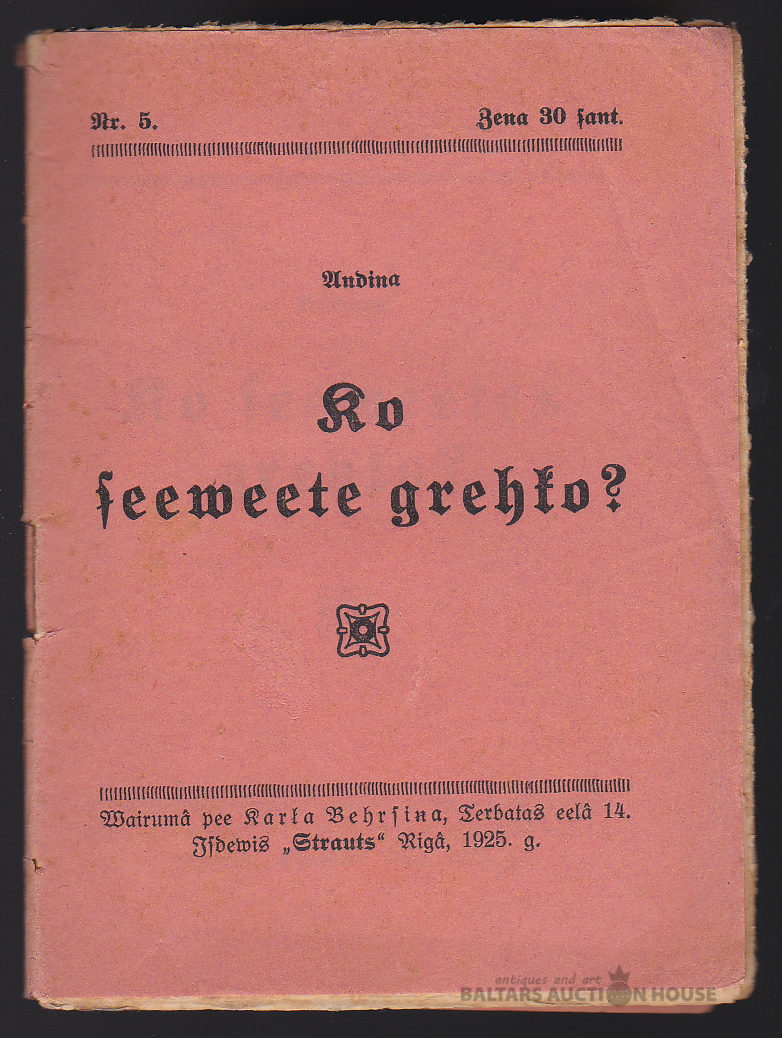 Nr. 5.
Zena 30 ſant.
Andina
Ko
ſeeweete grehko?
Wairumâ pee Karła Behrſina, Terbatas eelâ 14.
Iſdewis „Strauts“ Rigâ, 1925. g.
antiques and art
BALTARS AUCTION HOUSE